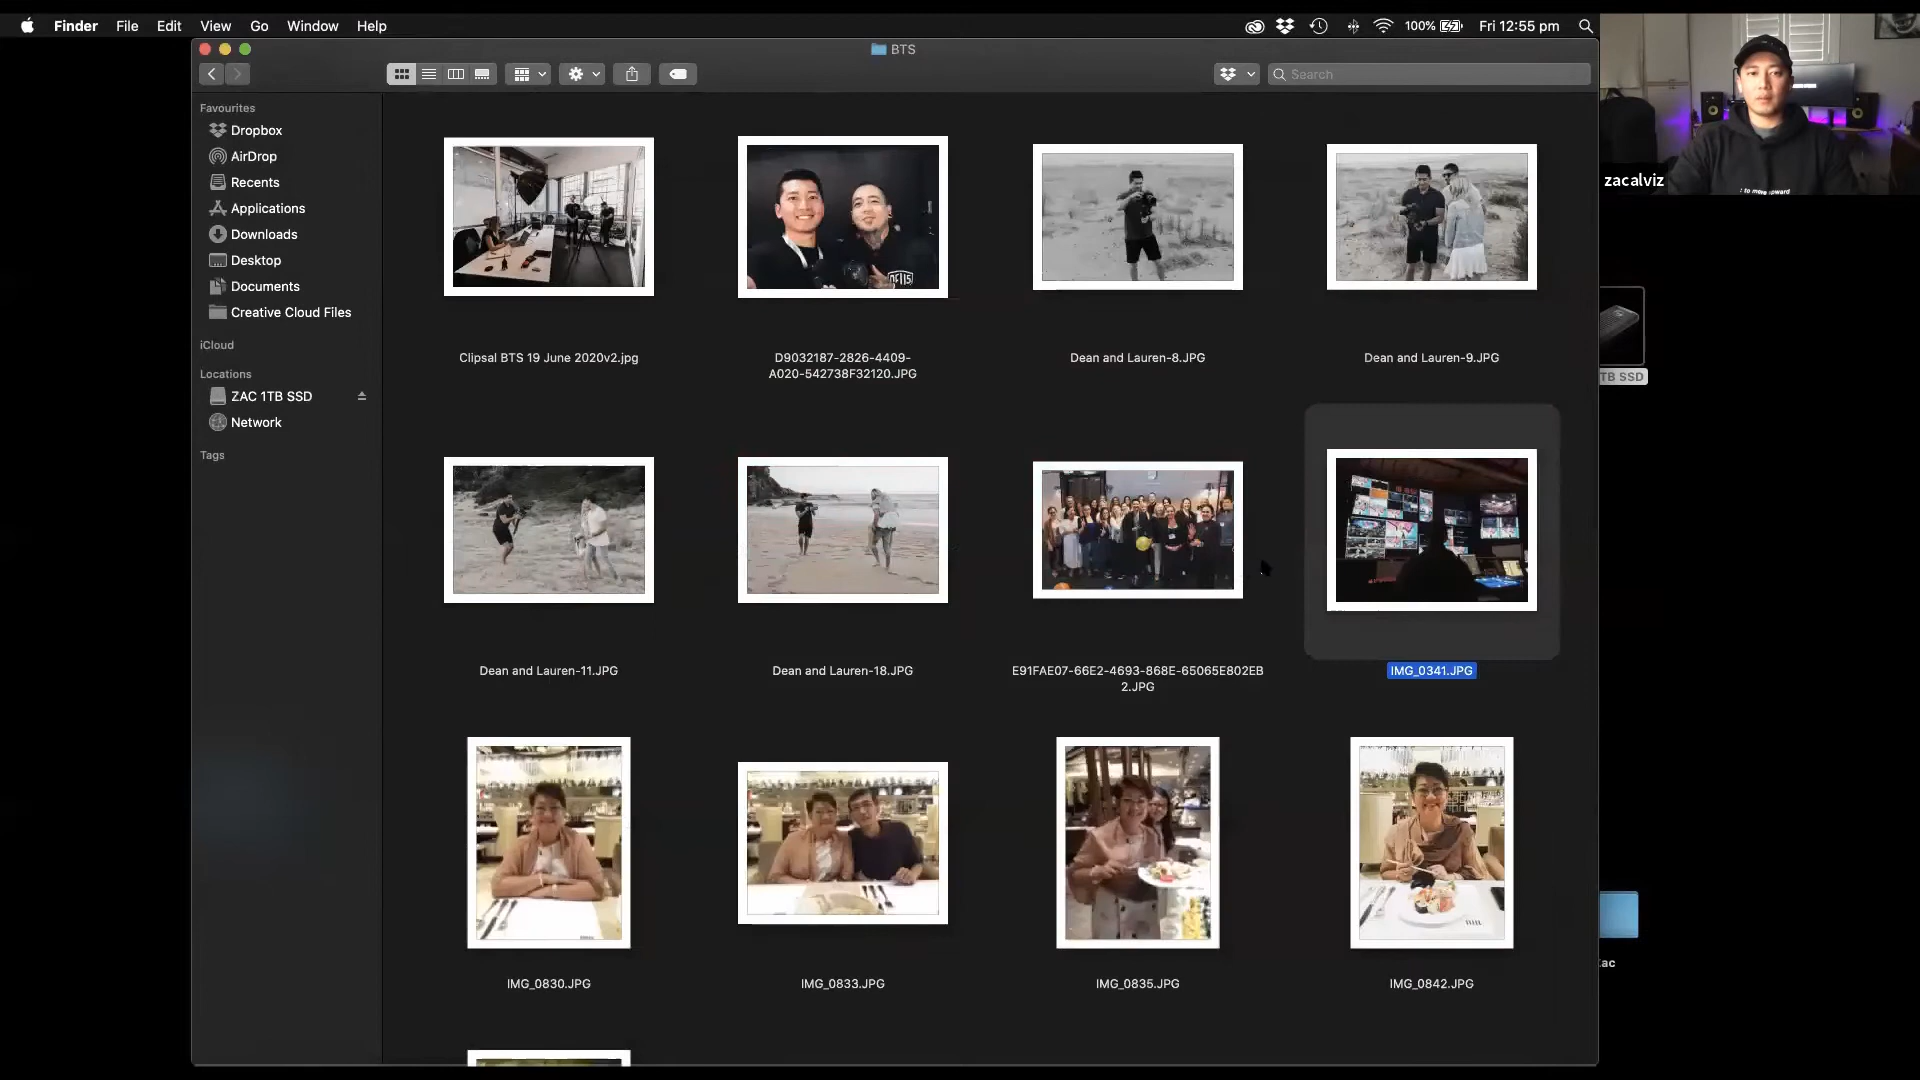 Finder File Edit View Go Window Help
100% Fri 12:55 pm
BTS
Search
Favourites
Dropbox
AirDrop
Recents
Applications
Downloads
Desktop
Documents
Creative Cloud Files
iCloud
Locations
ZAC 1TB SSD
Network
Tags
Clipsal BTS 19 June 2020v2.jpg
D9032187-2826-4409-
A020-542738F32120.JPG
Dean and Lauren-8.JPG
Dean and Lauren-9.JPG
Dean and Lauren-11.JPG
Dean and Lauren-18.JPG
E91FAE07-66E2-4693-868E-65065E802EB
2.JPG
IMG_0341.JPG
IMG_0830.JPG
IMG_0833.JPG
IMG_0835.JPG
IMG_0842.JPG
zacalviz
: to move upward
TB SSD
DEUS